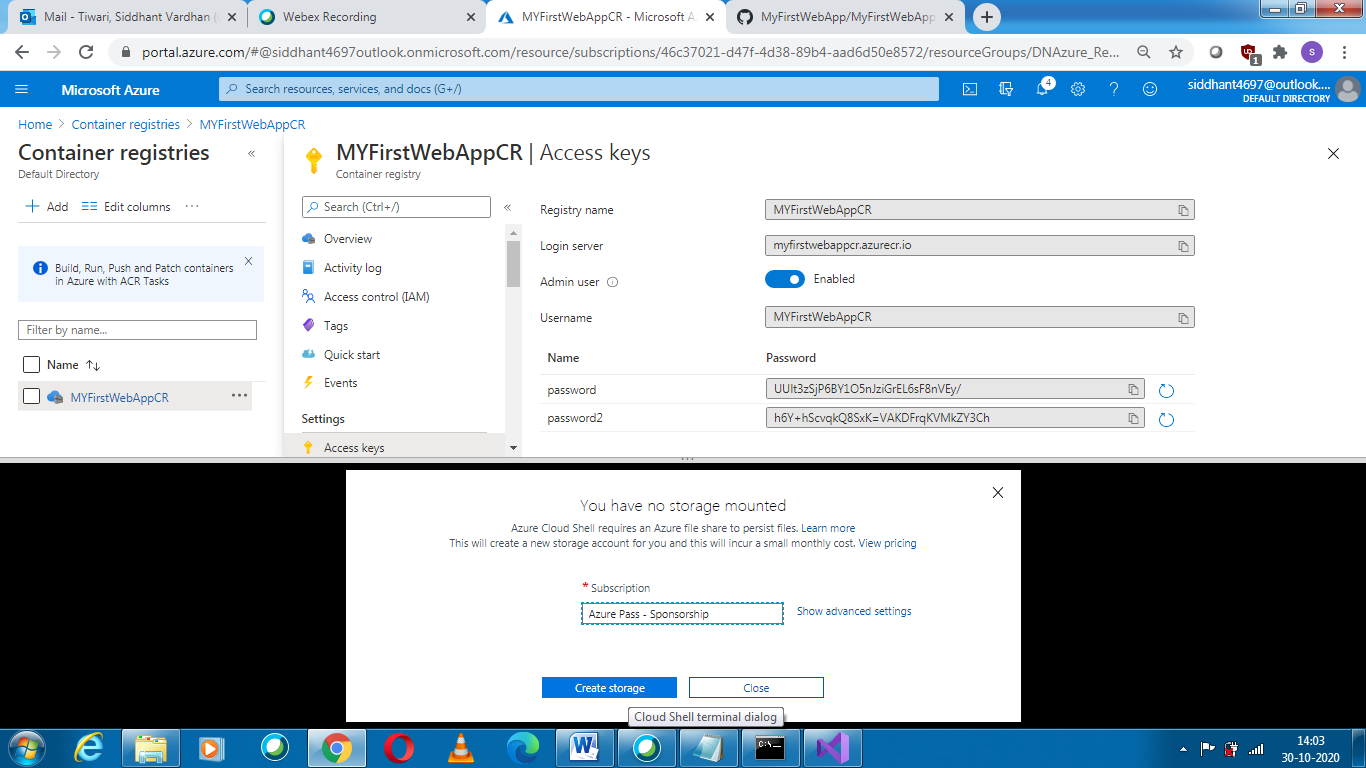 Mail - Tiwari, Siddhant Vardhan (
Webex Recording
MYFirstWebAppCR - Microsoft A
MyFirstWebApp/MyFirstWebApp
portal.azure.com/#@siddhant4697outlook.onmicrosoft.com/resource/subscriptions/46c37021-d47f-4d38-89b4-aad6d50e8572/resourceGroups/DNAzure_Re...
1
S
Microsoft Azure
Search resources, services, and docs (G+/)
4
siddhant4697@outlook....
DEFAULT DIRECTORY
Home > Container registries > MYFirstWebAppCR
Container registries
«
Default Directory
+ Add
Edit columns
...
Build, Run, Push and Patch containers
in Azure with ACR Tasks
Filter by name...
Name
MYFirstWebAppCR
...
MYFirstWebAppCR | Access keys
Container registry
Search (Ctrl+/)
«
Overview
Activity log
Access control (IAM)
Tags
Quick start
Events
Settings
Access keys
Registry name
MYFirstWebAppCR
Login server
myfirstwebappcr.azurecr.io
Admin user
Enabled
Username
MYFirstWebAppCR
Name
Password
password
UUIt3zSjP6BY1O5nJziGrEL6sF8nVEy/
password2
h6Y+hScvqkQ8SxK=VAKDFrqKVMkZY3Ch
You have no storage mounted
Azure Cloud Shell requires an Azure file share to persist files. Learn more
This will create a new storage account for you and this will incur a small monthly cost. View pricing
* Subscription
Azure Pass - Sponsorship
Show advanced settings
Create storage
Close
Cloud Shell terminal dialog
14:03
30-10-2020